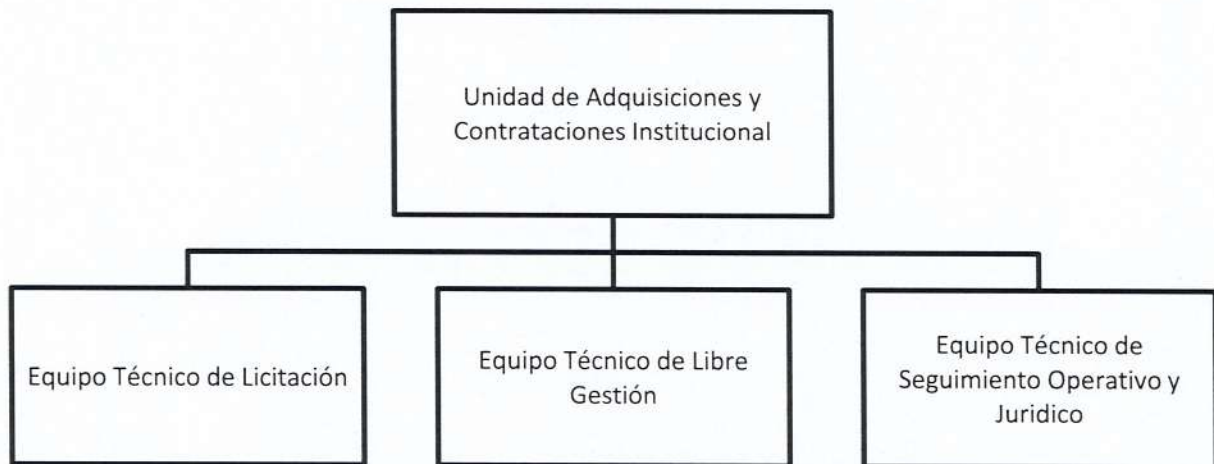 Unidad de Adquisiciones y
Contrataciones Institucional
Equipo Técnico de Licitación
Equipo Técnico de Libre
Gestión
Equipo Técnico de
Seguimiento Operativo y
Juridico